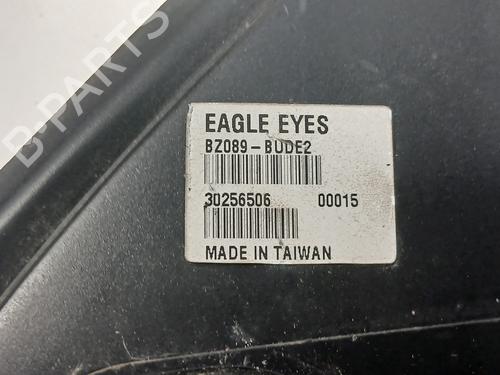 B-PARTS
EAGLE EYES
BZ089-BUDE2
30256506 00015
MADE IN TAIWAN